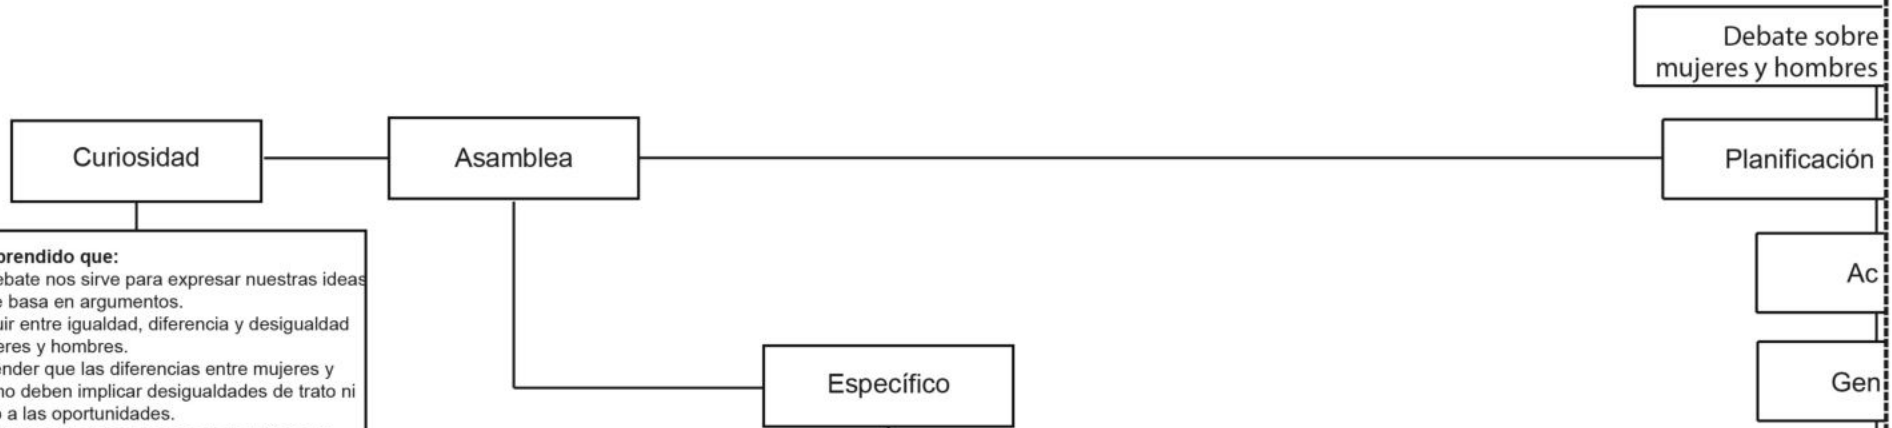 Debate sobre
mujeres y hombres
Curiosidad
Asamblea
Planificación
prendido que:
ebate nos sirve para expresar nuestras ideas
e basa en argumentos.
uir entre igualdad, diferencia y desigualdad
eres y hombres.
ender que las diferencias entre mujeres y
no deben implicar desigualdades de trato ni
o a las oportunidades.
Ac
Específico
Gen